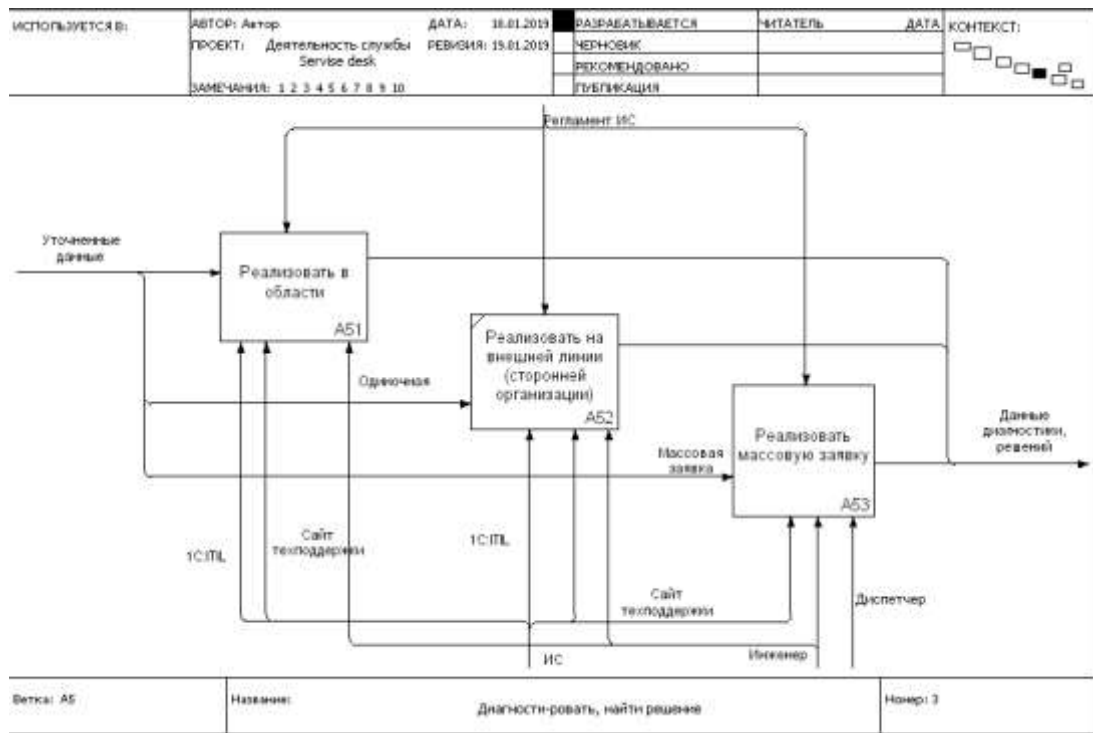 ИСПОЛЬЗУЕТСЯ В:
АВТОР: Автор
ДАТА: 18.01.2019
РАЗРАБАТЫВАЕТСЯ
ЧИТАТЕЛЬ
ДАТА
КОНТЕКСТ:
ПРОЕКТ: Деятельность службы
Servise desk
РЕВИЗИЯ: 19.01.2019
ЧЕРНОВИК
РЕКОМЕНДОВАНО
ЗАМЕЧАНИЯ: 1 2 3 4 5 6 7 8 9 10
ПУБЛИКАЦИЯ
Регламент ИС
Уточненные
данные
Реализовать в
области
A51
Реализовать на
внешней линии
(сторонней
организации)
A52
Одиночная
Реализовать
массовую заявку
A53
Данные
диагностики,
решений
Массовая
заявка
1С:ITIL
Сайт
техподдержки
1С:ITIL
Сайт
техподдержки
Диспетчер
ИС
Инженер
Ветка: A5
Название:
Диагности-ровать, найти решение
Номер: 3